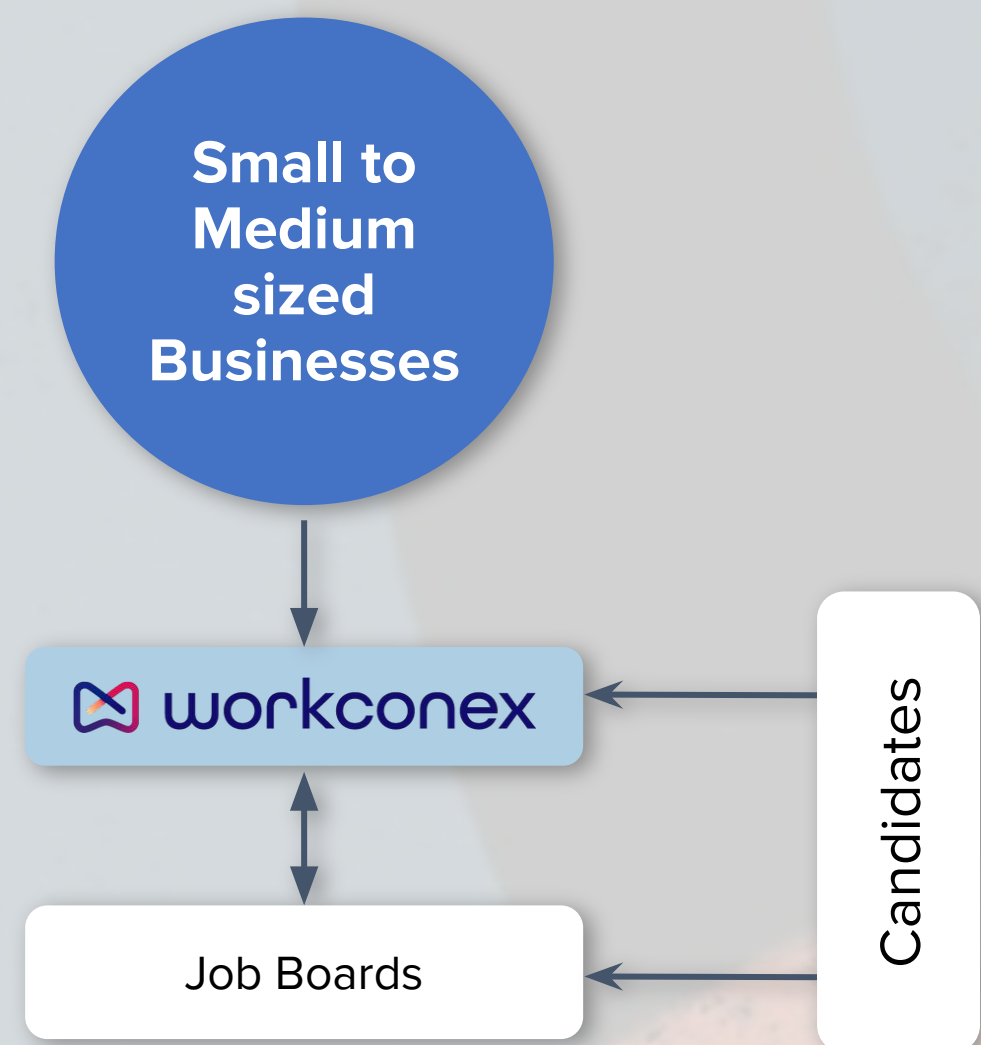 Small to
Medium
sized
Businesses
workconex
Candidates
Job Boards